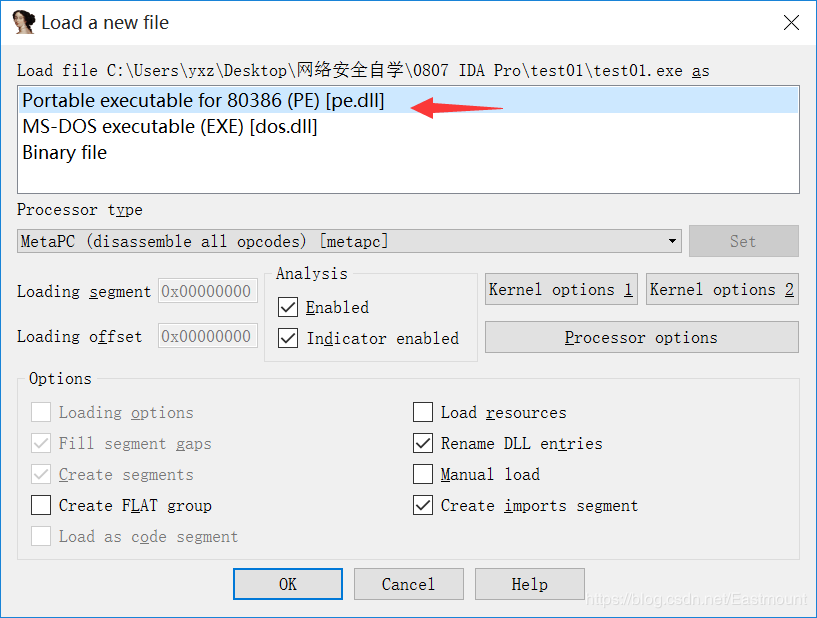 Load a new file
Load file C:\Users\yxz\Desktop\网络安全自学\0807 IDA Pro\test01\test01.exe as
Portable executable for 80386 (PE) [pe.dll]
MS-DOS executable (EXE) [dos.dll]
Binary file
Processor type
MetaPC (disassemble all opcodes) [metapc]
Set
Loading segment 0x00000000
Loading offset 0x00000000
Analysis
Enabled
Indicator enabled
Kernel options 1
Kernel options 2
Processor options
Options
Loading options
Fill segment gaps
Create segments
Create FLAT group
Load as code segment
Load resources
Rename DLL entries
Manual load
Create imports segment
OK
Cancel
Help
https://blog.csdn.net/Eastmount